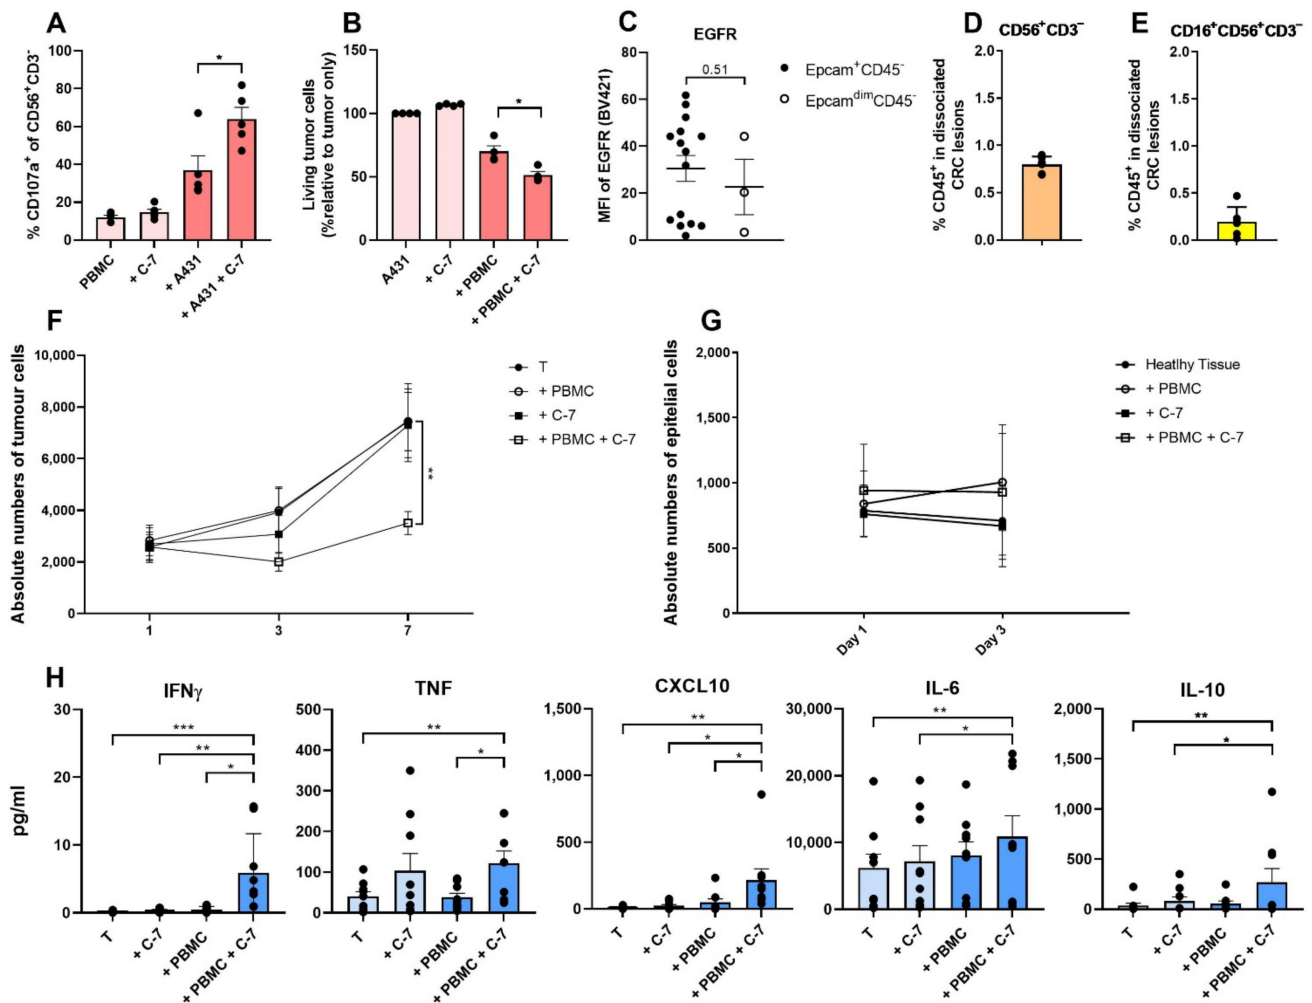 A
% CD107a⁺ of CD56⁺CD3⁻
100
80
60
40
20
0
*
PBMC
+ C-7
+ A431
+ A431 + C-7
B
Living tumor cells
(%relative to tumor only)
150
100
50
0
*
A431
+ C-7
+ PBMC
+ PBMC + C-7
C
EGFR
MFI of EGFR (BV421)
80
60
40
20
0
0.51
Epcam⁺CD45⁻
Epcamᵈⁱᵐ CD45⁻
D
CD56⁺CD3⁻
% CD45⁺ in dissociated
CRC lesions
2.0
1.5
1.0
0.5
0.0
E
CD16⁺CD56⁺CD3⁻
% CD45⁺ in dissociated
CRC lesions
2.0
1.5
1.0
0.5
0.0
F
Absolute numbers of tumour cells
10,000
8,000
6,000
4,000
2,000
0
1
3
7
**
T
+ PBMC
+ C-7
+ PBMC + C-7
G
Absolute numbers of epitelial cells
2,000
1,500
1,000
500
0
Day 1
Day 3
Heatlhy Tissue
+ PBMC
+ C-7
+ PBMC + C-7
H
pg/ml
IFNγ
30
20
10
0
***
**
*
T
+ C-7
+ PBMC
+ PBMC + C-7
TNF
500
400
300
200
100
0
**
*
T
+ C-7
+ PBMC
+ PBMC + C-7
CXCL10
1,500
1,000
500
0
**
*
*
T
+ C-7
+ PBMC
+ PBMC + C-7
IL-6
30,000
20,000
10,000
0
**
*
T
+ C-7
+ PBMC
+ PBMC + C-7
IL-10
2,000
1,500
1,000
500
0
**
*
T
+ C-7
+ PBMC
+ PBMC + C-7